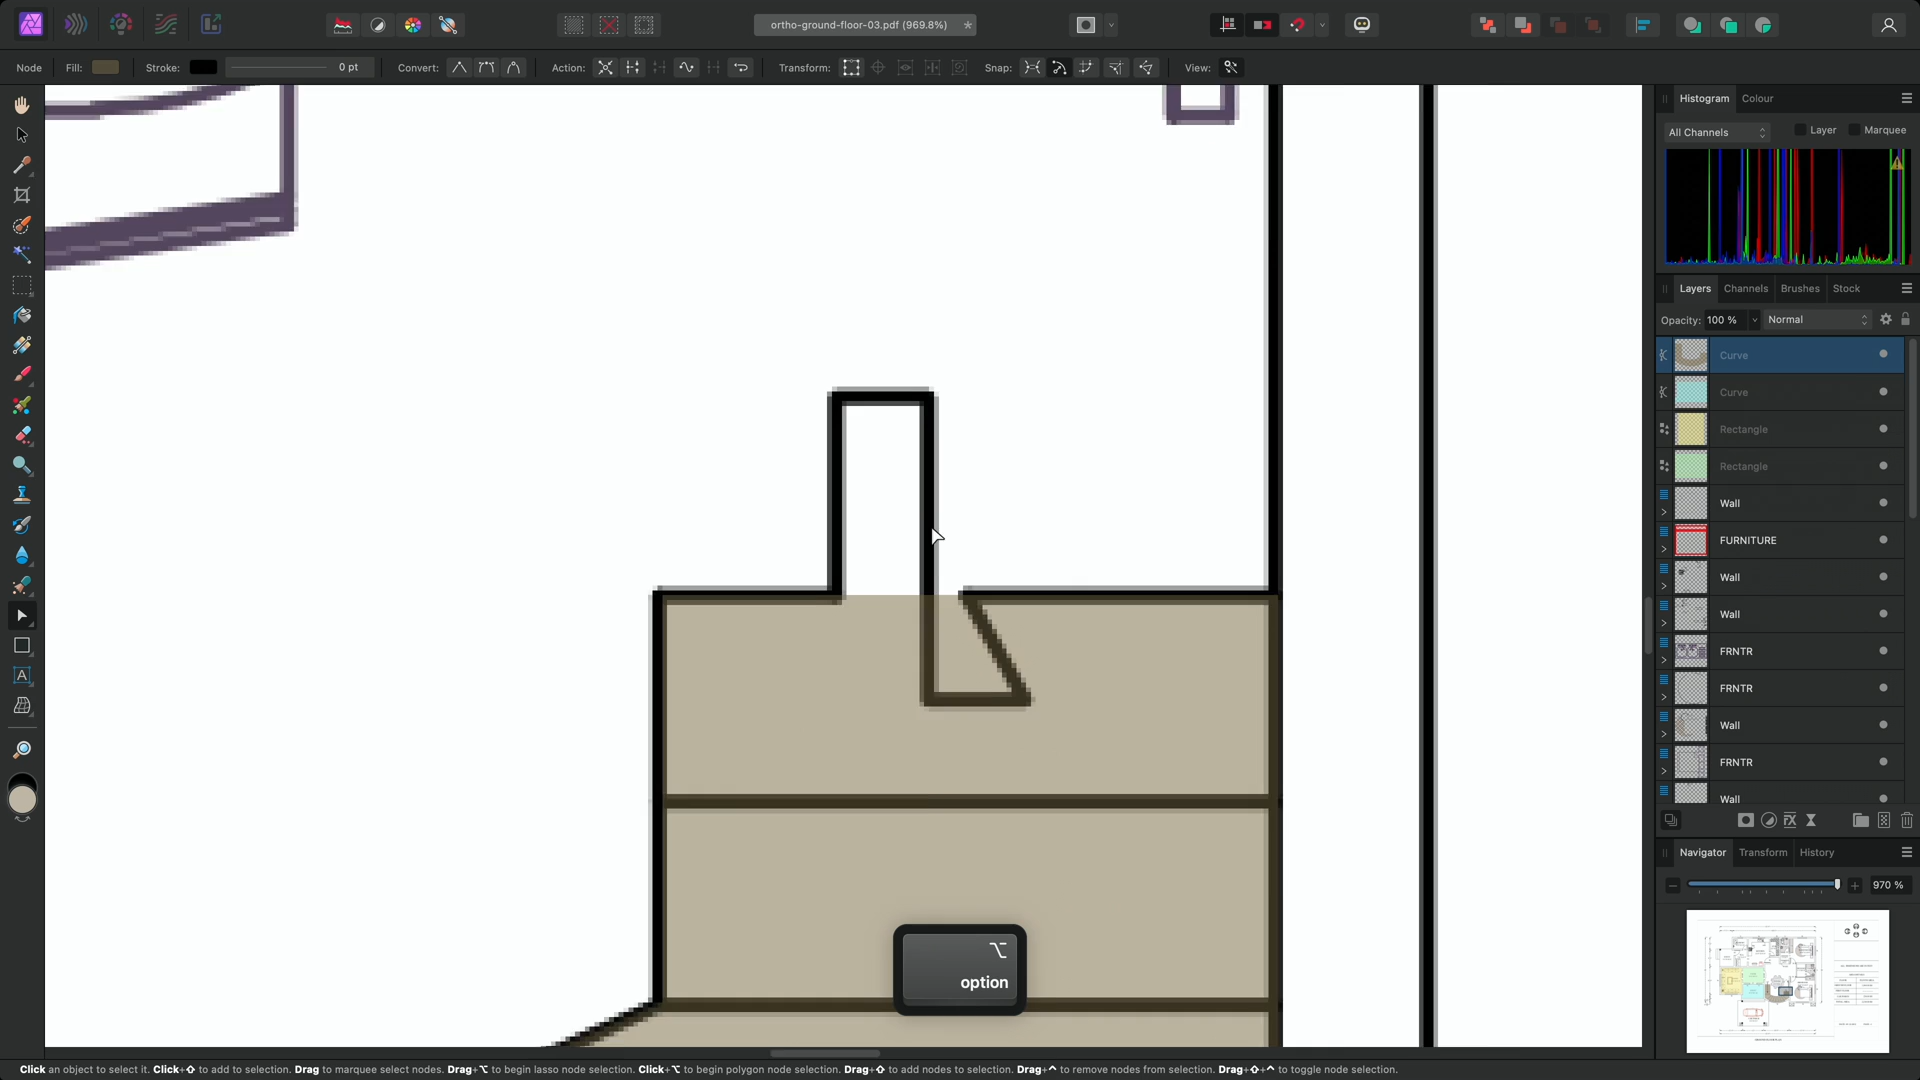 ortho-ground-floor-03.pdf (969.8%)
Node Fill: Stroke: 0 pt Convert: Action: Transform: Snap: View:
Histogram Colour
All Channels Layer Marquee
Layers Channels Brushes Stock
Opacity: 100 % Normal
Curve
Curve
Rectangle
Rectangle
Wall
FURNITURE
Wall
Wall
FRNTR
FRNTR
Wall
FRNTR
Wall
Navigator Transform History
970 %
⌥
option
Click an object to select it. Click+⇧ to add to selection. Drag to marquee select nodes. Drag+⌥ to begin lasso node selection. Click+⌥ to begin polygon node selection. Drag+⇧ to add nodes to selection. Drag+⌃ to remove nodes from selection. Drag+⇧+⌃ to toggle node selection.